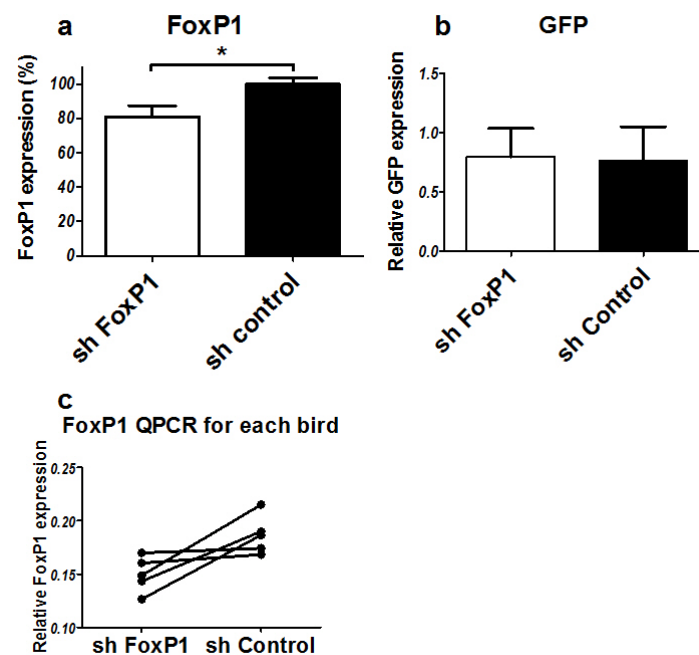 a
FoxP1
*
FoxP1 expression (%)
100
80
60
40
20
0
sh FoxP1
sh control
b
GFP
Relative GFP expression
1.5
1.0
0.5
0.0
sh FoxP1
sh Control
c
FoxP1 QPCR for each bird
Relative FoxP1 expression
0.25
0.20
0.15
0.10
sh FoxP1
sh Control